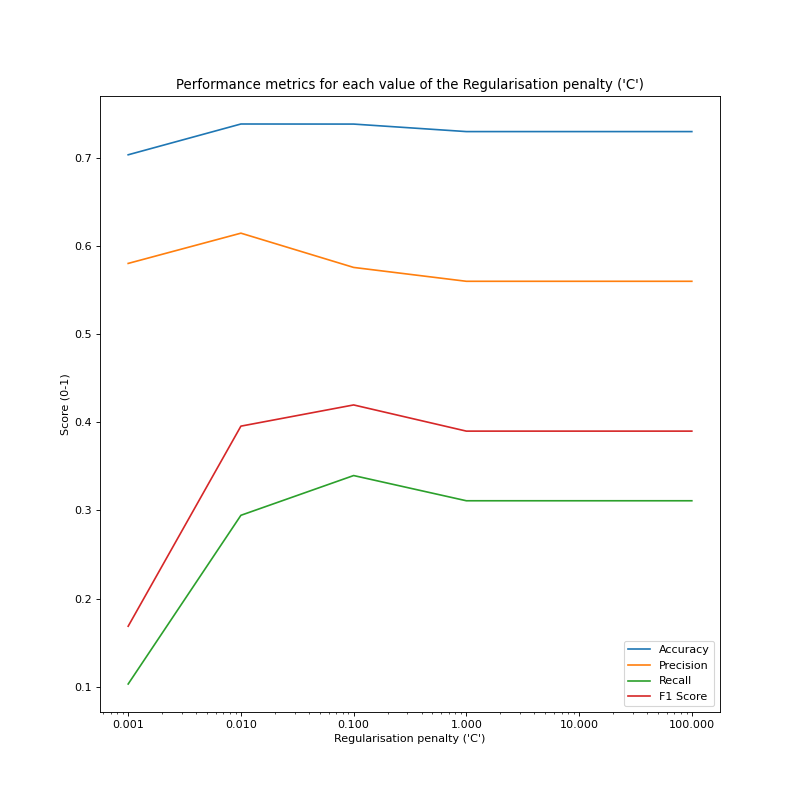 Performance metrics for each value of the Regularisation penalty ('C')
Score (0-1)
0.7
0.6
0.5
0.4
0.3
0.2
0.1
0.001
0.010
0.100
1.000
10.000
100.000
Regularisation penalty ('C')
Accuracy
Precision
Recall
F1 Score